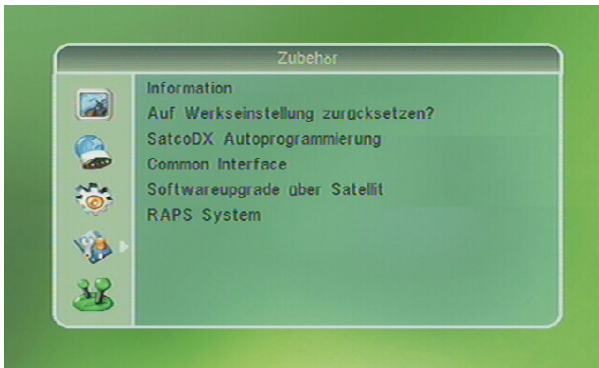 Zubehör
Information
Auf Werkseinstellung zurücksetzen?
SatcoDX Autoprogrammierung
Common Interface
Softwareupgrade über Satellit
RAPS System